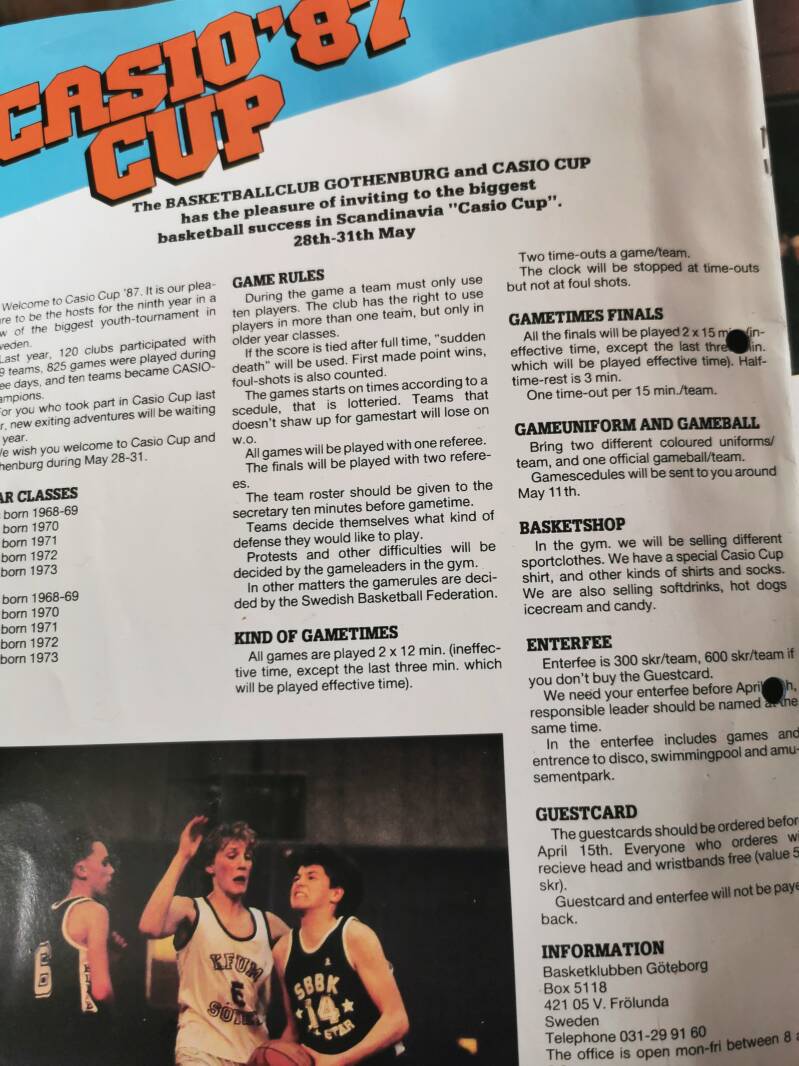 CASIO '87
CUP
The BASKETBALLCLUB GOTHENBURG and CASIO CUP
has the pleasure of inviting to the biggest
basketball success in Scandinavia "Casio Cup".
28th-31th May
Welcome to Casio Cup '87. It is our plea-
re to be the hosts for the ninth year in a
w of the biggest youth-tournament in
eden.
Last year, 120 clubs participated with
9 teams, 825 games were played during
ee days, and ten teams became CASIO-
ampions.
or you who took part in Casio Cup last
r, new exiting adventures will be waiting
year.
e wish you welcome to Casio Cup and
henburg during May 28-31.
AR CLASSES
born 1968-69
born 1970
born 1971
born 1972
born 1973
born 1968-69
born 1970
born 1971
born 1972
born 1973
GAME RULES
During the game a team must only use
ten players. The club has the right to use
players in more than one team, but only in
older year classes.
If the score is tied after full time, "sudden
death" will be used. First made point wins,
foul-shots is also counted.
The games starts on times according to a
scedule, that is lotteried. Teams that
doesn't shaw up for gamestart will lose on
w.o.
All games will be played with one referee.
The finals will be played with two refere-
es.
The team roster should be given to the
secretary ten minutes before gametime.
Teams decide themselves what kind of
defense they would like to play.
Protests and other difficulties will be
decided by the gameleaders in the gym.
In other matters the gamerules are deci-
ded by the Swedish Basketball Federation.
KIND OF GAMETIMES
All games are played 2 x 12 min. (ineffec-
tive time, except the last three min. which
will be played effective time).
Two time-outs a game/team.
The clock will be stopped at time-outs
but not at foul shots.
GAMETIMES FINALS
All the finals will be played 2 x 15 (in-
effective time, except the last
which will be played effective time). Half-
time-rest is 3 min.
One time-out per 15 min./team.
GAMEUNIFORM AND GAMEBALL
Bring two different coloured uniforms/
team, and one official gameball/team.
Gamescedules will be sent to you around
May 11th.
BASKETSHOP
In the gym. we will be selling different
sportclothes. We have a special Casio Cup
shirt, and other kinds of shirts and socks.
We are also selling softdrinks, hot dogs
icecream and candy.
ENTERFEE
Enterfee is 300 skr/team, 600 skr/team if
you don't buy the Guestcard.
We need your enterfee before April
responsible leader should be named at the
same time.
In the enterfee includes games and
entrence to disco, swimmingpool and amu-
sementpark.
GUESTCARD
The guestcards should be ordered befor
April 15th. Everyone who orderes w
recieve head and wristbands free (value 5
skr).
Guestcard and enterfee will not be paye
back.
INFORMATION
Basketklubben Göteborg
Box 5118
421 05 V. Frölunda
Sweden
Telephone 031-29 91 60
The office is open mon-fri between 8 a
6
KFUM
6
SÖ
SBBK
14
STAR